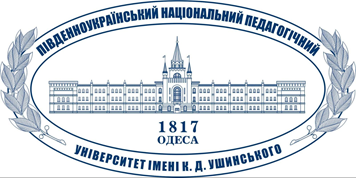 ПІВДЕННОУКРАЇНСЬКИЙ НАЦІОНАЛЬНИЙ ПЕДАГОГІЧНИЙ
1817
ОДЕСА
УНІВЕРСИТЕТ ІМЕНІ К. Д. УШИНСЬКОГО